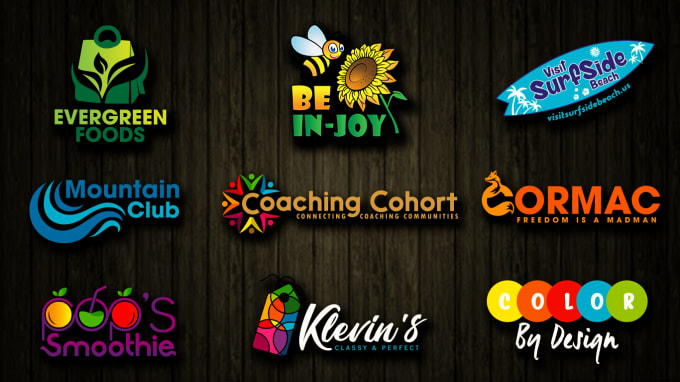 EVERGREEN
FOODS
BE
IN-JOY
Visit
SurfSide
Beach
visitsurfsidebeach.us
Mountain
Club
Coaching Cohort
CONNECTING COACHING COMMUNITIES
CORMAC
FREEDOM IS A MADMAN
pop's
Smoothie
Klevin's
CLASSY & PERFECT
COLOR
By Design